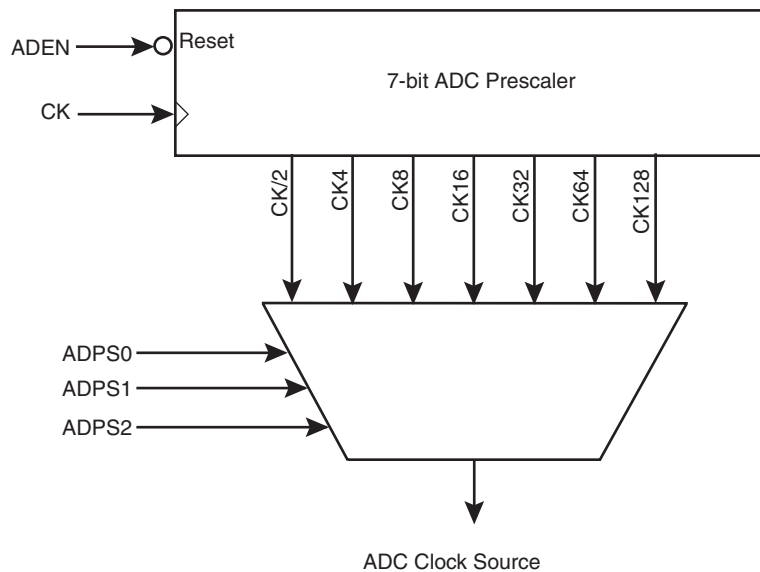 ADEN
Reset
7-bit ADC Prescaler
CK
CK/2
CK4
CK8
CK16
CK32
CK64
CK128
ADPS0
ADPS1
ADPS2
ADC Clock Source